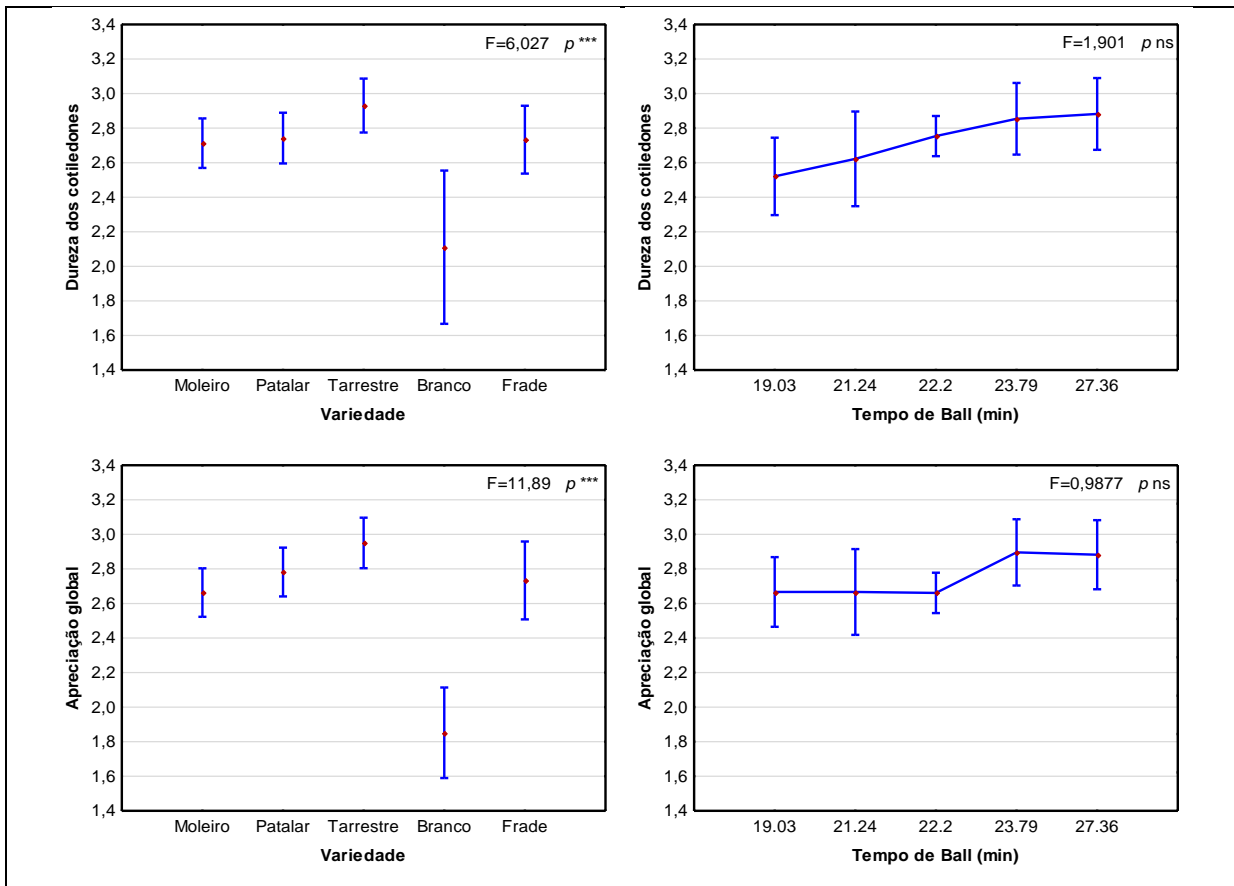 F=6,027 p ***
Dureza dos cotiledones
3,4
3,2
3,0
2,8
2,6
2,4
2,2
2,0
1,8
1,6
1,4
Moleiro Patalar Tarrestre Branco Frade
Variedade
F=1,901 p ns
Dureza dos cotiledones
3,4
3,2
3,0
2,8
2,6
2,4
2,2
2,0
1,8
1,6
1,4
19.03 21.24 22.2 23.79 27.36
Tempo de Ball (min)
F=11,89 p ***
Apreciação global
3,4
3,2
3,0
2,8
2,6
2,4
2,2
2,0
1,8
1,6
1,4
Moleiro Patalar Tarrestre Branco Frade
Variedade
F=0,9877 p ns
Apreciação global
3,4
3,2
3,0
2,8
2,6
2,4
2,2
2,0
1,8
1,6
1,4
19.03 21.24 22.2 23.79 27.36
Tempo de Ball (min)